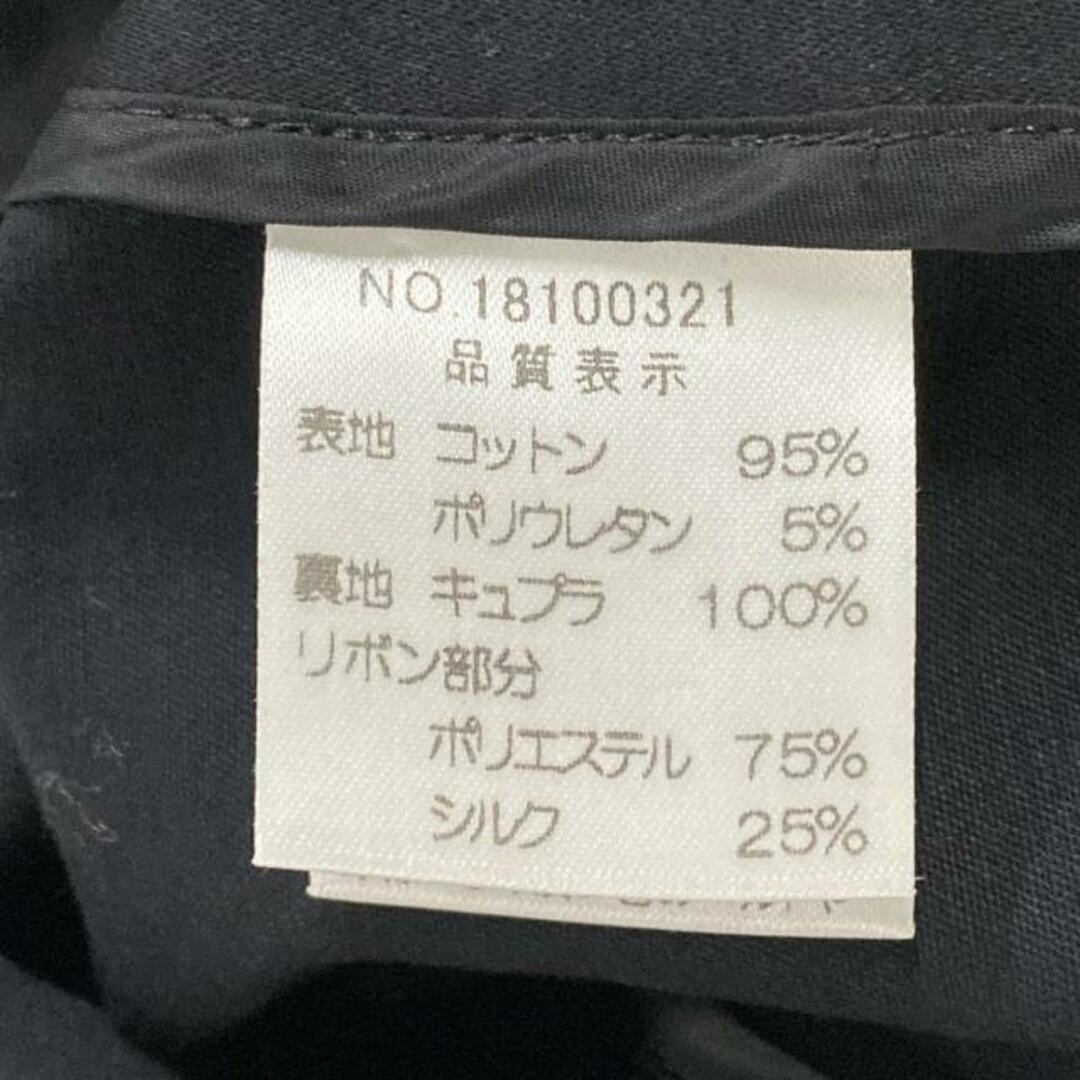 NO.18100321
品質表示
表地 コットン 95%
ポリウレタン 5%
裏地 キュプラ 100%
リボン部分
ポリエステル 75%
シルク 25%